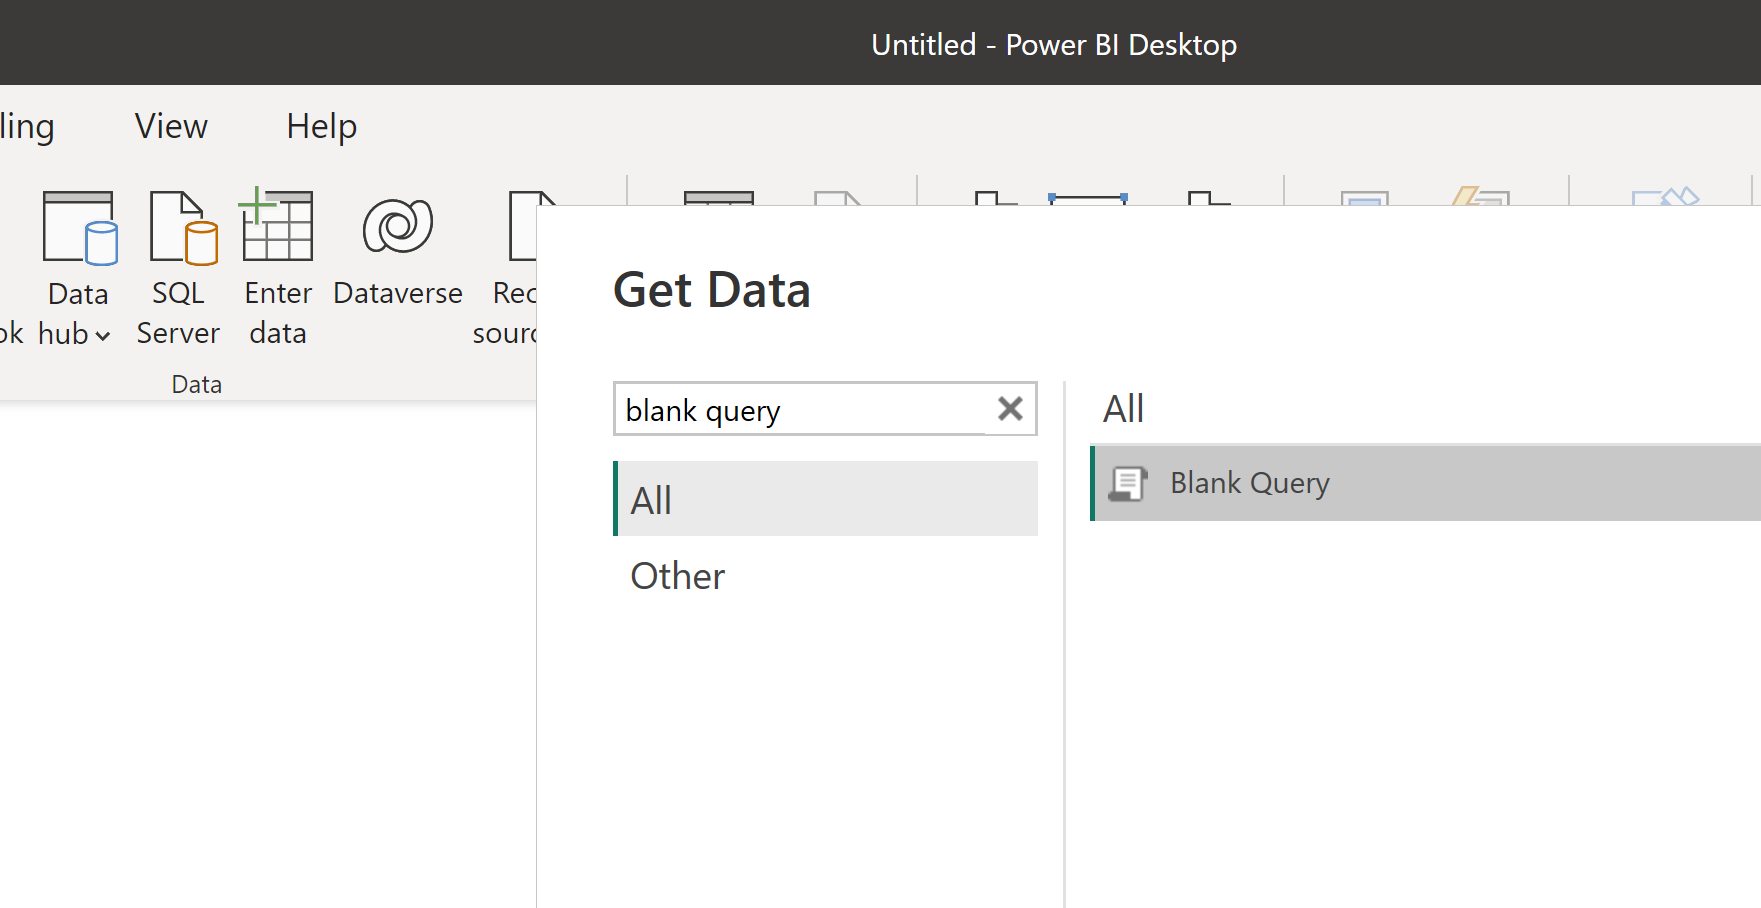 Untitled - Power BI Desktop
View Help
Data
hub
SQL
Server
Enter
data
Dataverse
Data
Get Data
blank query
All
Other
All
Blank Query